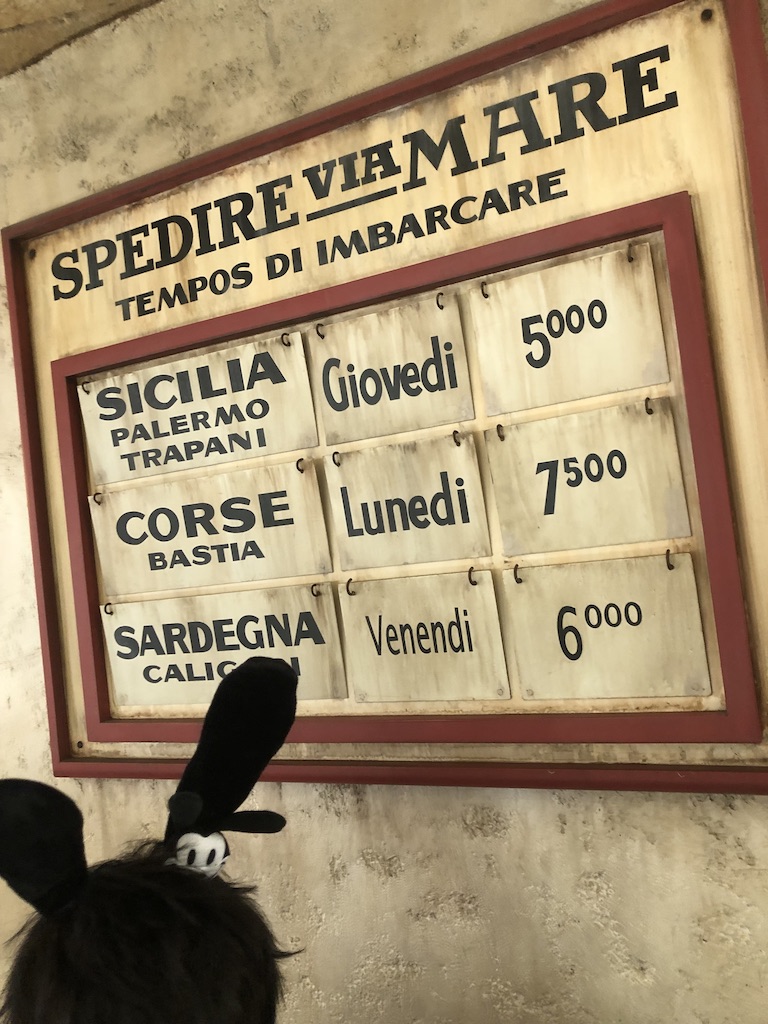 SPEDIRE VIA MARE
TEMPOS DI IMBARCARE
SICILIA
PALERMO
TRAPANI
Giovedi
5000
CORSE
BASTIA
Lunedi
7500
SARDEGNA
Venendi
6000